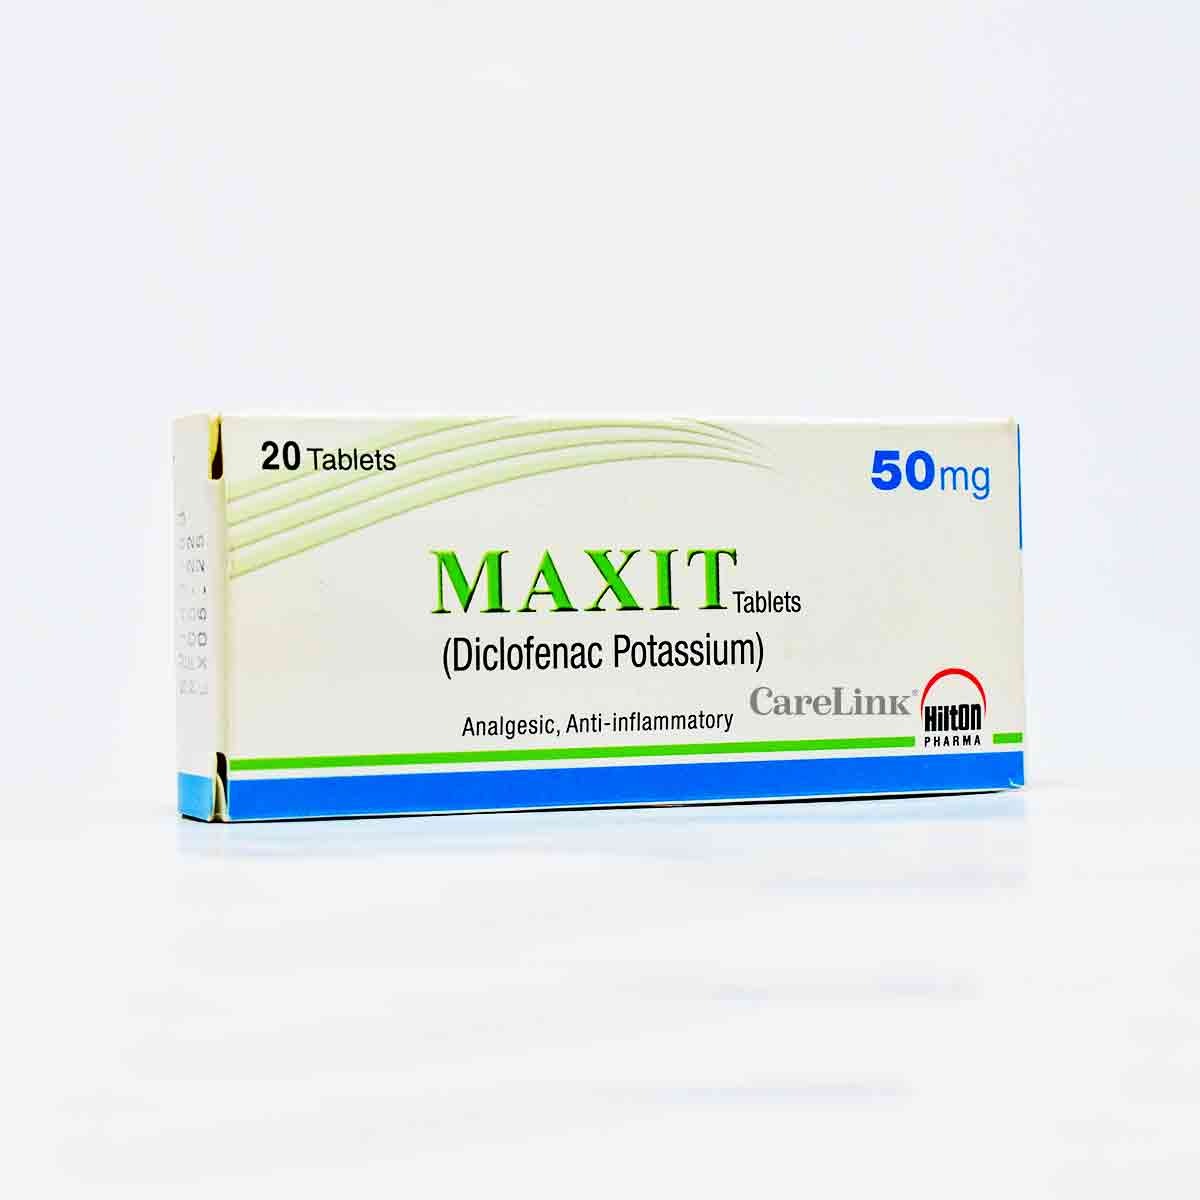 20 Tablets
50mg
MAXIT Tablets
(Diclofenac Potassium)
Analgesic, Anti-inflammatory
CareLink®
Hilton
PHARMA